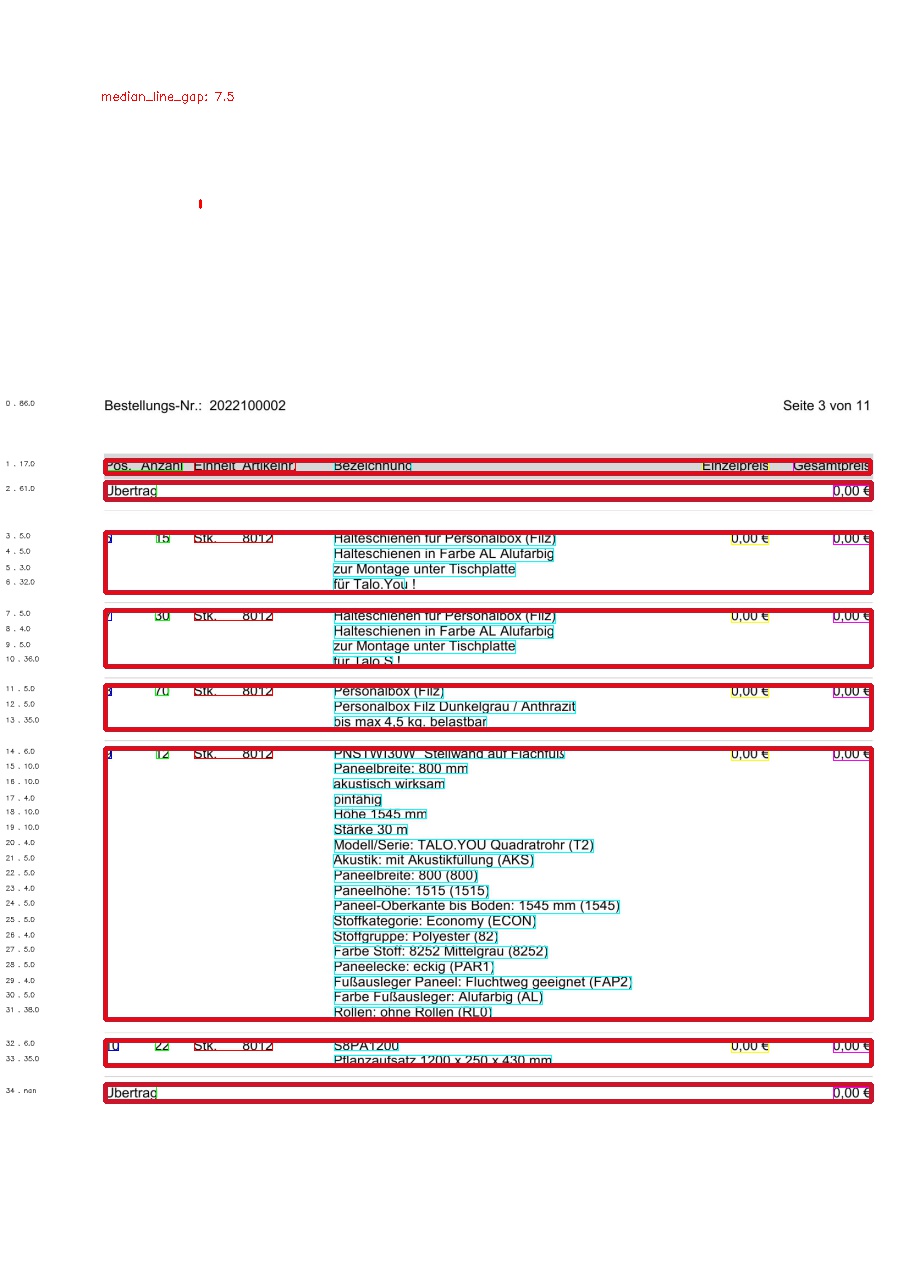 median_line_gap: 7.5
0 . 86.0 Bestellungs-Nr.: 2022100002 Seite 3 von 11
1 . 17.0 Pos. Anzahl Einheit Artikelnr. Bezeichnung Einzelpreis Gesamtpreis
2 . 61.0 Übertrag 0,00 €
3 . 5.0 15 Stk. 8012 Halteschienen für Personalbox (Filz) 0,00 € 0,00 €
4 . 5.0 Halteschienen in Farbe AL Alufarbig
5 . 3.0 zur Montage unter Tischplatte
6 . 32.0 für Talo.You !
7 . 5.0 30 Stk. 8012 Halteschienen für Personalbox (Filz) 0,00 € 0,00 €
8 . 4.0 Halteschienen in Farbe AL Alufarbig
9 . 5.0 zur Montage unter Tischplatte
10 . 36.0 für Talo.S !
11 . 5.0 70 Stk. 8012 Personalbox (Filz) 0,00 € 0,00 €
12 . 5.0 Personalbox Filz Dunkelgrau / Anthrazit
13 . 35.0 bis max 4,5 kg. belastbar
14 . 6.0 12 Stk. 8012 PNSTWI30W Stellwand auf Flachfuß 0,00 € 0,00 €
15 . 10.0 Paneelbreite: 800 mm
16 . 10.0 akustisch wirksam
17 . 4.0 pinfähig
18 . 10.0 Höhe 1545 mm
19 . 10.0 Stärke 30 m
20 . 4.0 Modell/Serie: TALO.YOU Quadratrohr (T2)
21 . 5.0 Akustik: mit Akustikfüllung (AKS)
22 . 5.0 Paneelbreite: 800 (800)
23 . 4.0 Paneelhöhe: 1515 (1515)
24 . 5.0 Paneel-Oberkante bis Boden: 1545 mm (1545)
25 . 5.0 Stoffkategorie: Economy (ECON)
26 . 4.0 Stoffgruppe: Polyester (82)
27 . 5.0 Farbe Stoff: 8252 Mittelgrau (8252)
28 . 5.0 Paneelecke: eckig (PAR1)
29 . 4.0 Fußausleger Paneel: Fluchtweg geeignet (FAP2)
30 . 5.0 Farbe Fußausleger: Alufarbig (AL)
31 . 38.0 Rollen: ohne Rollen (RL0)
32 . 6.0 10 22 Stk. 8012 S8PA1200 0,00 € 0,00 €
33 . 35.0 Pflanzaufsatz 1200 x 250 x 430 mm
34 . nan Übertrag 0,00 €